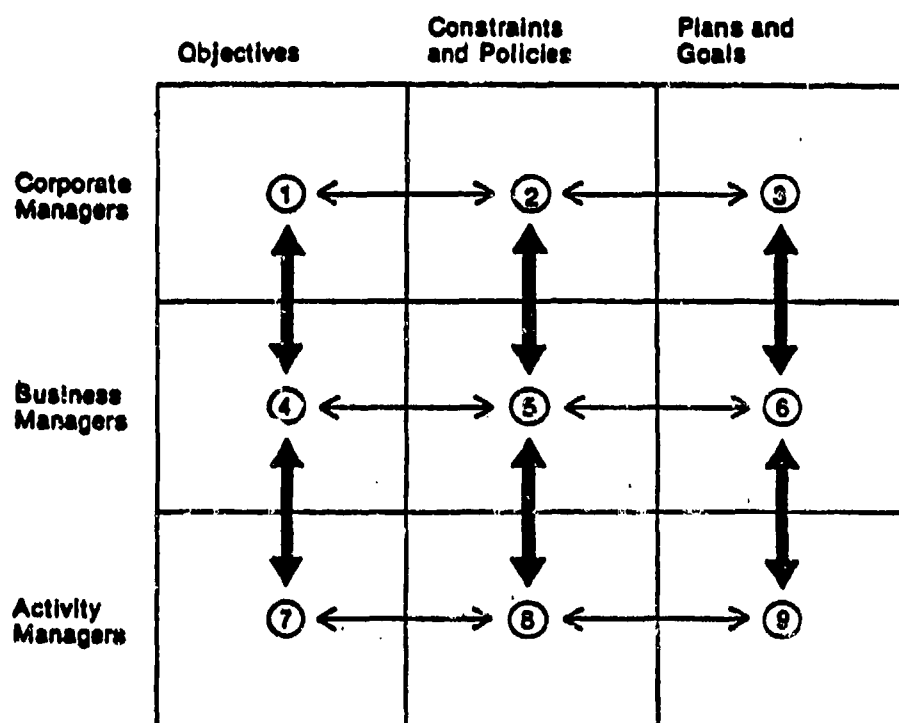 Objectives
Constraints
and Policies
Plans and
Goals
Corporate
Managers
1
2
3
Business
Managers
4
5
6
Activity
Managers
7
8
9